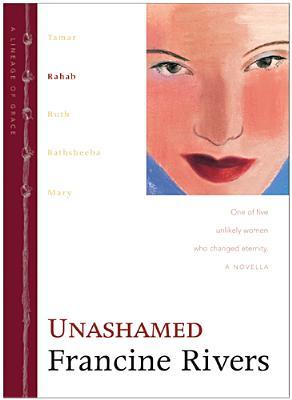 A LINEAGE OF GRACE
Tamar
Rahab
Ruth
Bathsheba
Mary
One of five
unlikely women
who changed eternity.
A NOVELLA
UNASHAMED
Francine Rivers